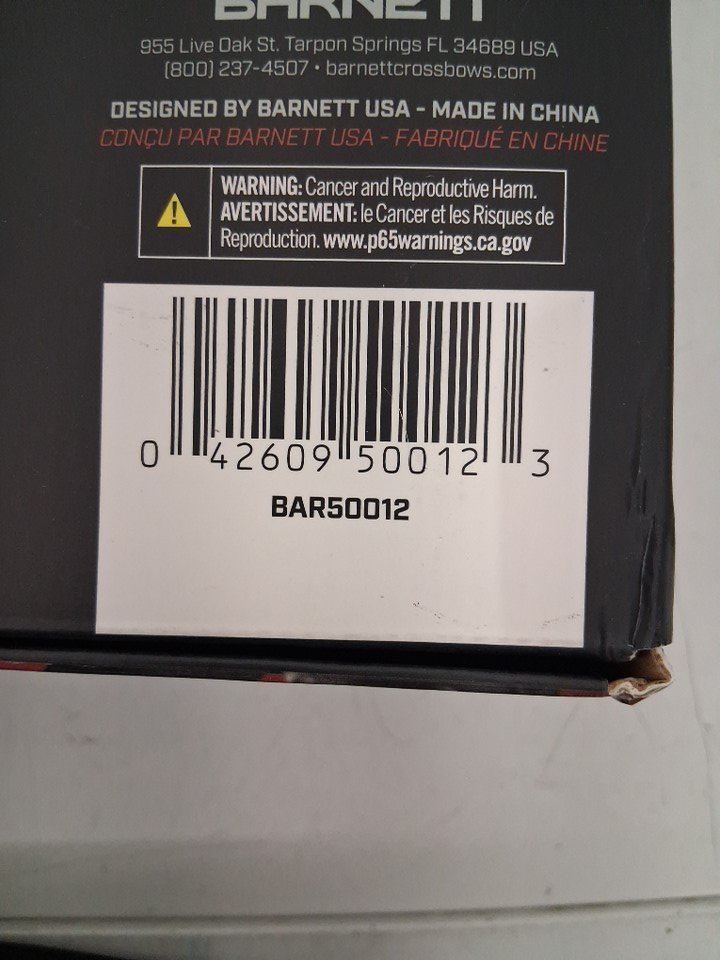 BARNETT
955 Live Oak St. Tarpon Springs FL 34689 USA
(800) 237-4507 • barnettcrossbows.com
DESIGNED BY BARNETT USA - MADE IN CHINA
CONÇU PAR BARNETT USA - FABRIQUÉ EN CHINE
WARNING: Cancer and Reproductive Harm.
AVERTISSEMENT: le Cancer et les Risques de
Reproduction. www.p65warnings.ca.gov
0 42609 50012 3
BAR50012